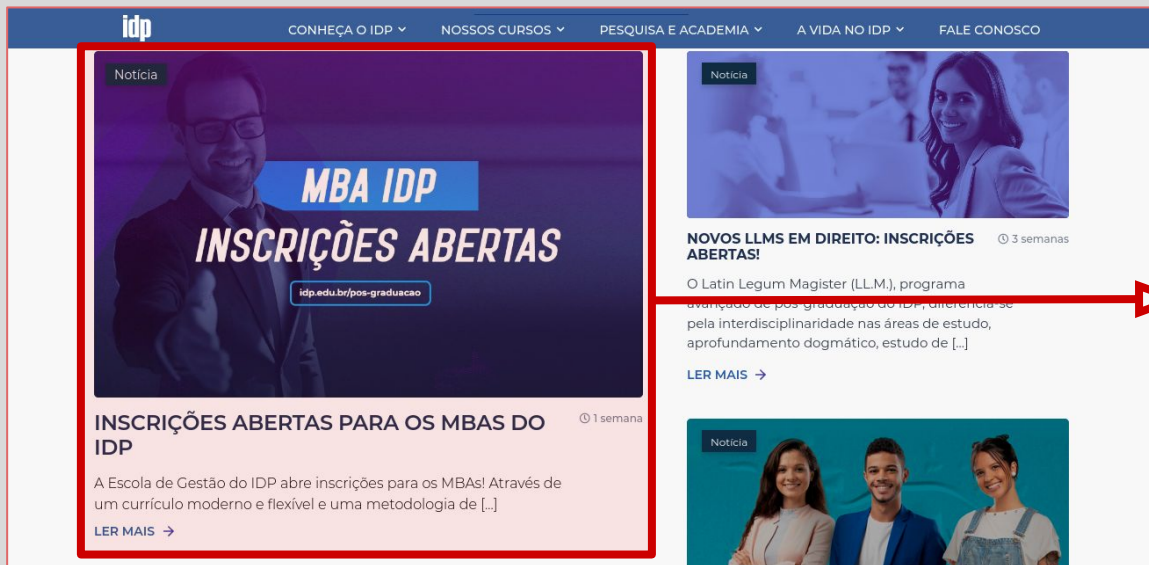 idp
CONHEÇA O IDP
NOSSOS CURSOS
PESQUISA E ACADEMIA
A VIDA NO IDP
FALE CONOSCO
Notícia
MBA IDP
INSCRIÇÕES ABERTAS
idp.edu.br/pos-graduacao
INSCRIÇÕES ABERTAS PARA OS MBAS DO
IDP
1 semana
A Escola de Gestão do IDP abre inscrições para os MBAs! Através de
um currículo moderno e flexível e uma metodologia de [...]
LER MAIS →
Notícia
NOVOS LLMS EM DIREITO: INSCRIÇÕES
ABERTAS!
3 semanas
O Latin Legum Magister (LL.M.), programa
avançado de pós-graduação do IDP, diferencia-se
pela interdisciplinaridade nas áreas de estudo,
aprofundamento dogmático, estudo de [...]
LER MAIS →
Notícia